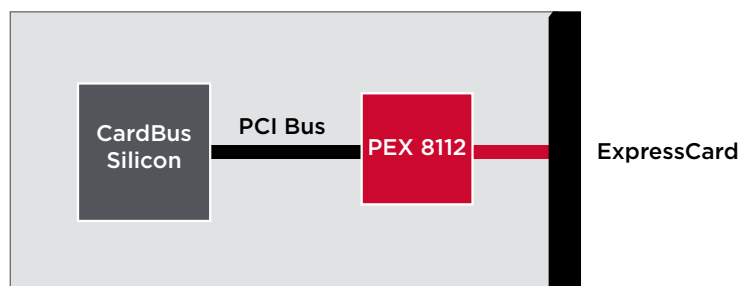 CardBus
Silicon
PCI Bus
PEX 8112
ExpressCard